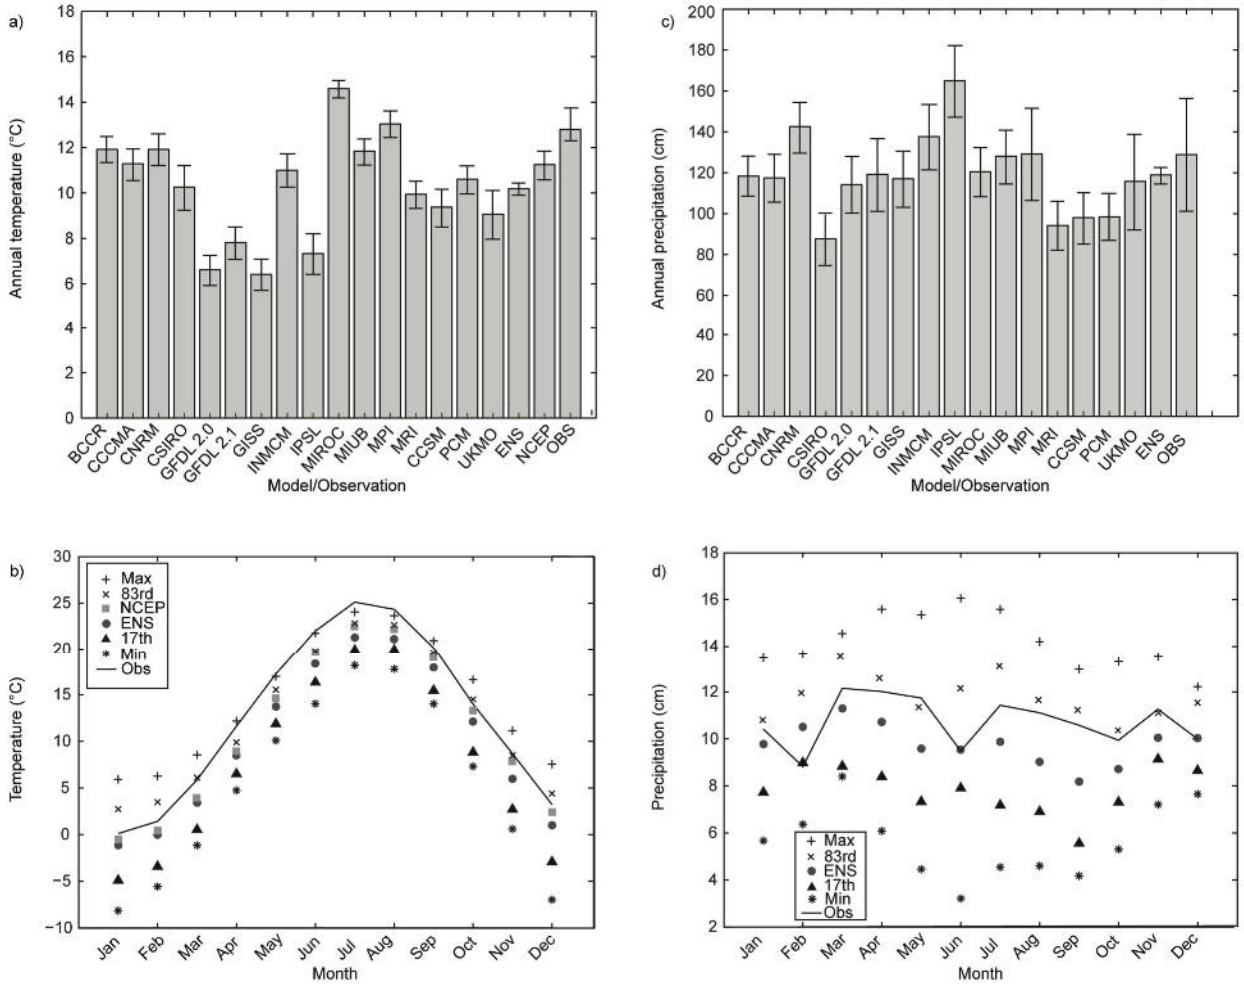 a)
Annual temperature (°C)
18
16
14
12
10
8
6
4
2
0
BCCR
CCCMA
CNRM
CSIRO
GFDL 2.0
GFDL 2.1
GISS
INMCM
IPSL
MIROC
MIUB
MPI
MRI
CCSM
PCM
UKMO
ENS
NCEP
OBS
Model/Observation
c)
Annual precipitation (cm)
200
180
160
140
120
100
80
60
40
20
0
BCCR
CCCMA
CNRM
CSIRO
GFDL 2.0
GFDL 2.1
GISS
INMCM
IPSL
MIROC
MIUB
MPI
MRI
CCSM
PCM
UKMO
ENS
OBS
Model/Observation
b)
Temperature (°C)
30
25
20
15
10
5
0
−5
−10
Max
83rd
NCEP
ENS
17th
Min
Obs
Jan
Feb
Mar
Apr
May
Jun
Jul
Aug
Sep
Oct
Nov
Dec
Month
d)
Precipitation (cm)
18
16
14
12
10
8
6
4
2
Max
83rd
ENS
17th
Min
Obs
Jan
Feb
Mar
Apr
May
Jun
Jul
Aug
Sep
Oct
Nov
Dec
Month